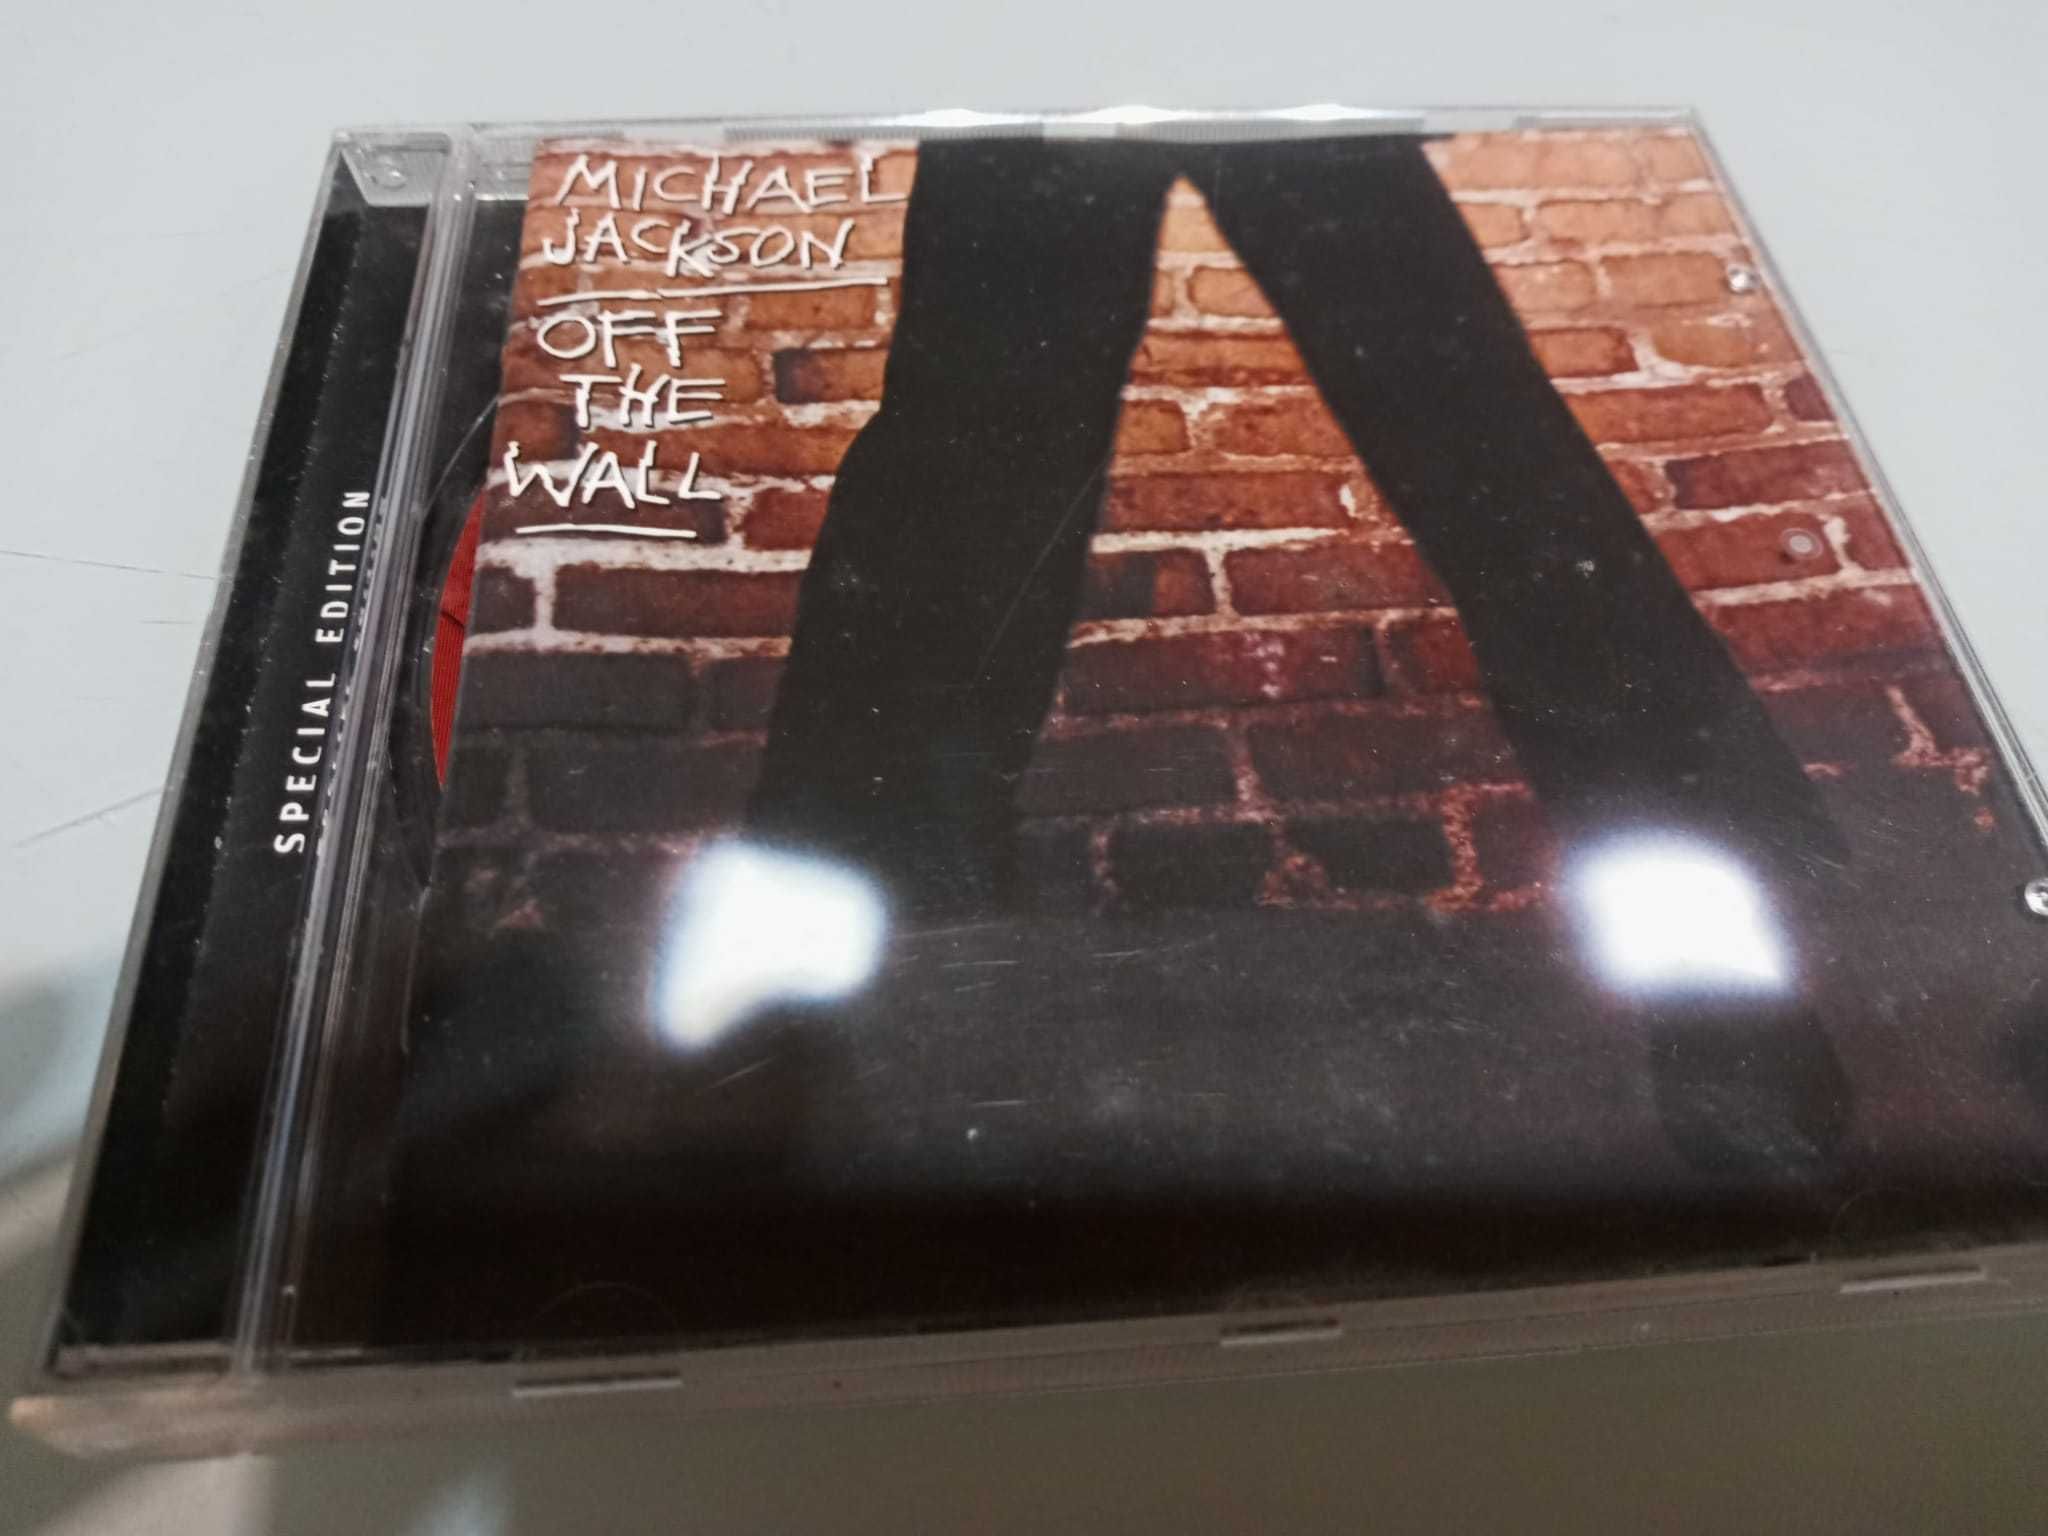 MICHAEL
JACKSON
OFF
THE
WALL
SPECIAL EDITION